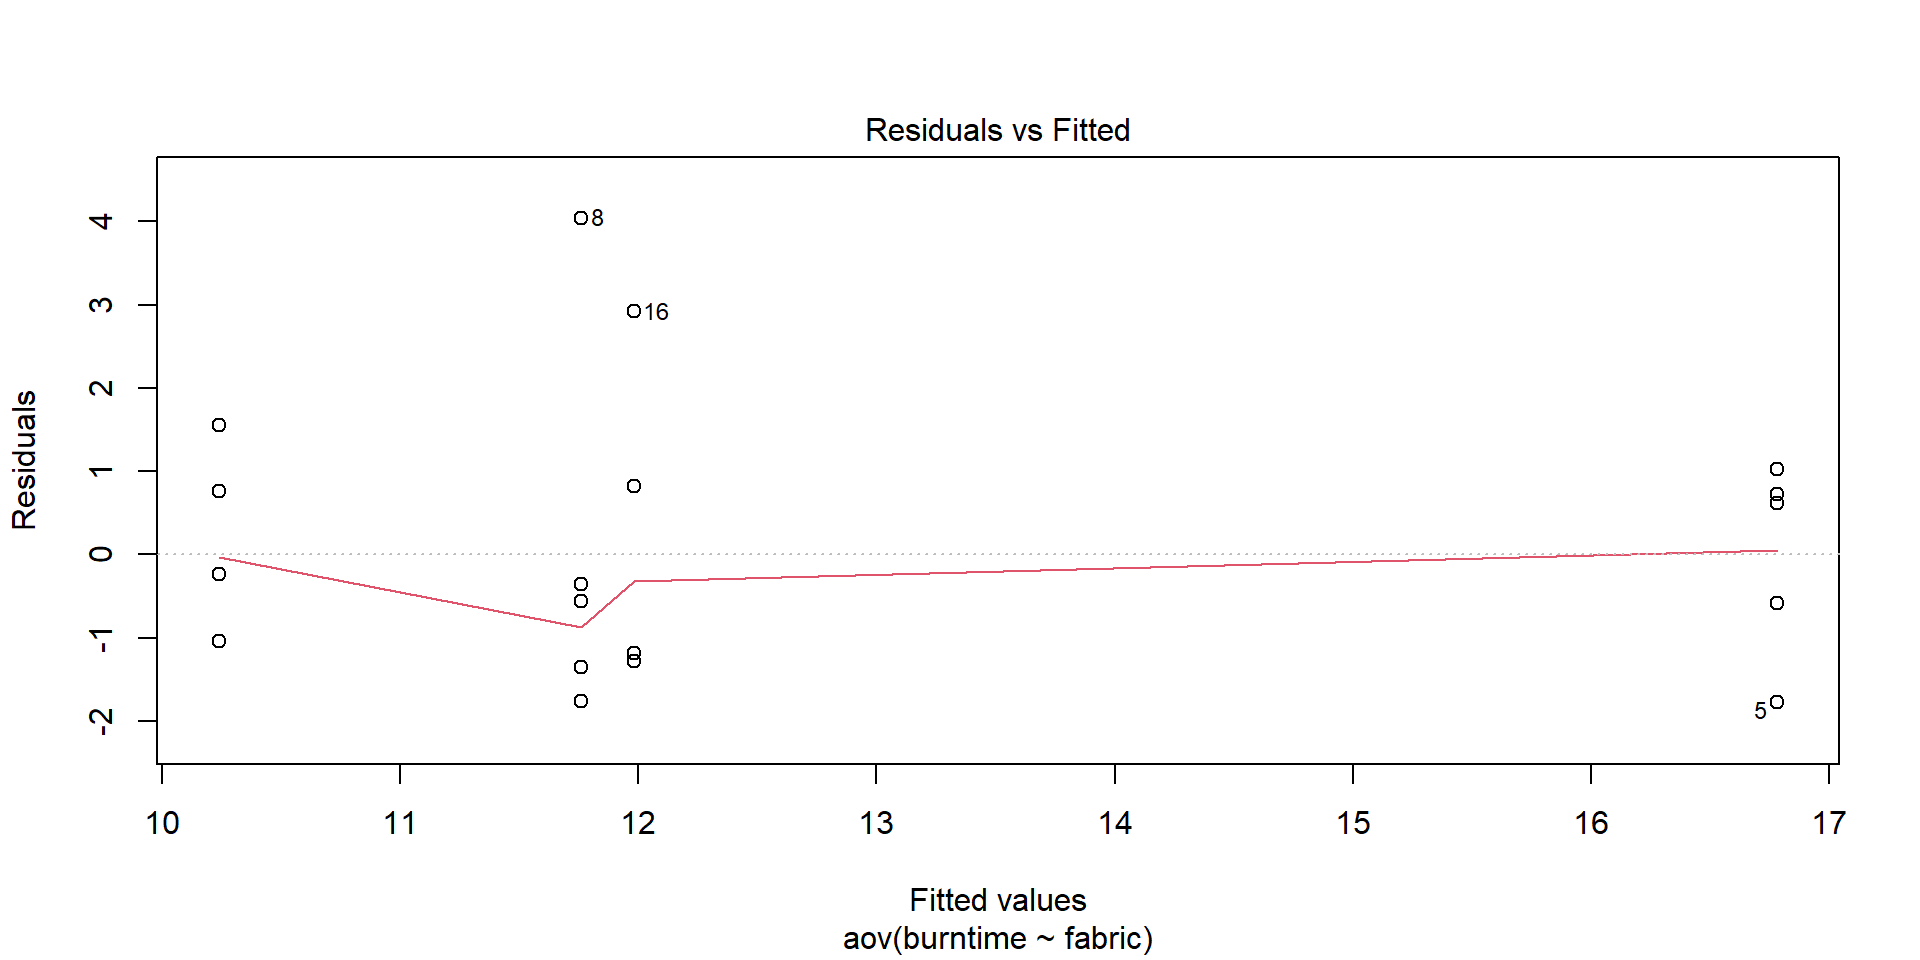 Residuals vs Fitted
Residuals
4
3
2
1
0
-1
-2
8
16
5
10 11 12 13 14 15 16 17
Fitted values
aov(burntime ~ fabric)